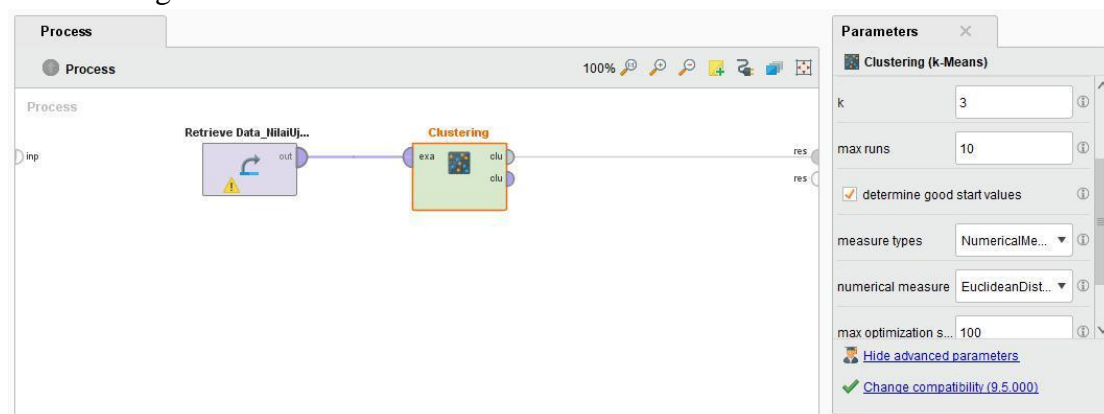 Process
Process
100%
Process
inp
Retrieve Data_NilaiUj...
out
Clustering
exa
clu
clu
res
res
Parameters
Clustering (k-Means)
k
3
max runs
10
determine good start values
measure types
NumericalMe...
numerical measure
EuclideanDist...
max optimization s...
100
Hide advanced parameters
Change compatibility (9.5.000)